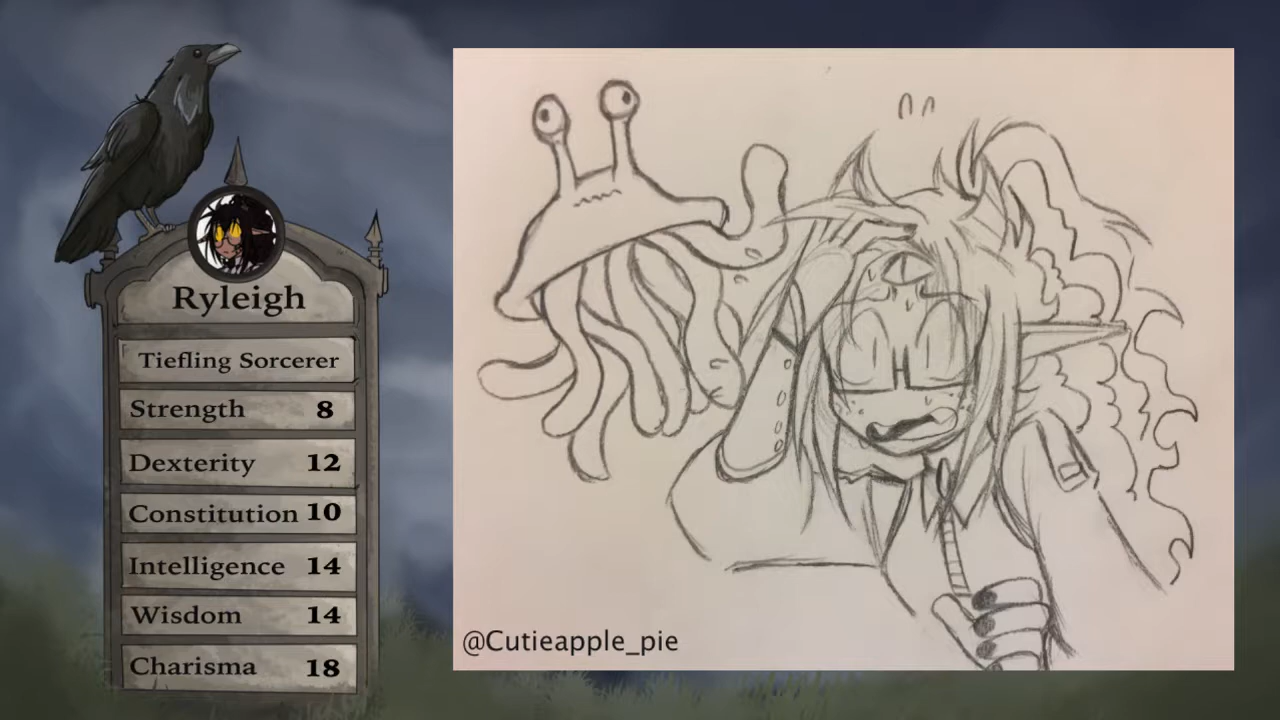 Ryleigh
Tiefling Sorcerer
Strength 8
Dexterity 12
Constitution 10
Intelligence 14
Wisdom 14
Charisma 18
@Cutieapple_pie